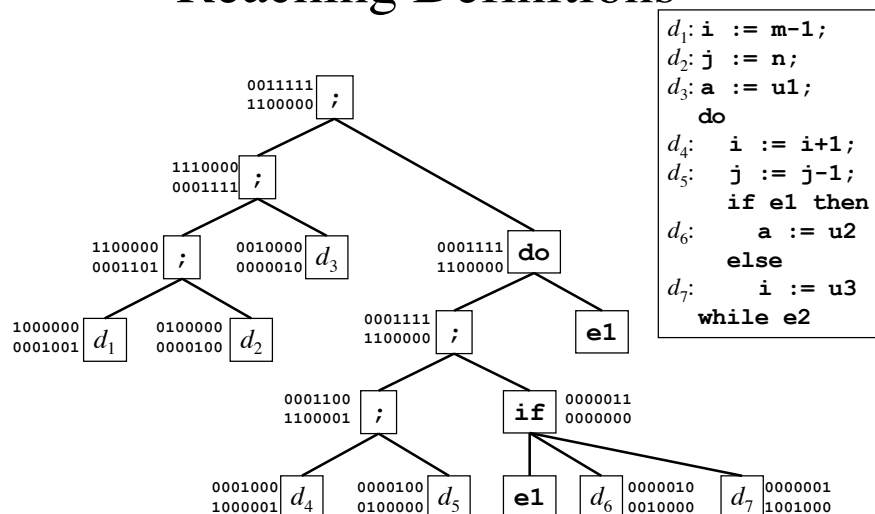 d1: i := m-1;
d2: j := n;
d3: a := u1;
do
d4: i := i+1;
d5: j := j-1;
if e1 then
d6: a := u2
else
d7: i := u3
while e2
0011111
1100000
;
1110000
0001111
;
1100000
0001101
;
0010000
0000010
d3
0001111
1100000
do
1000000
0001001
d1
0100000
0000100
d2
0001111
1100000
;
e1
0001100
1100001
;
if
0000011
0000000
0001000
1000001
d4
0000100
0100000
d5
e1
d6
0000010
0010000
d7
0000001
1001000